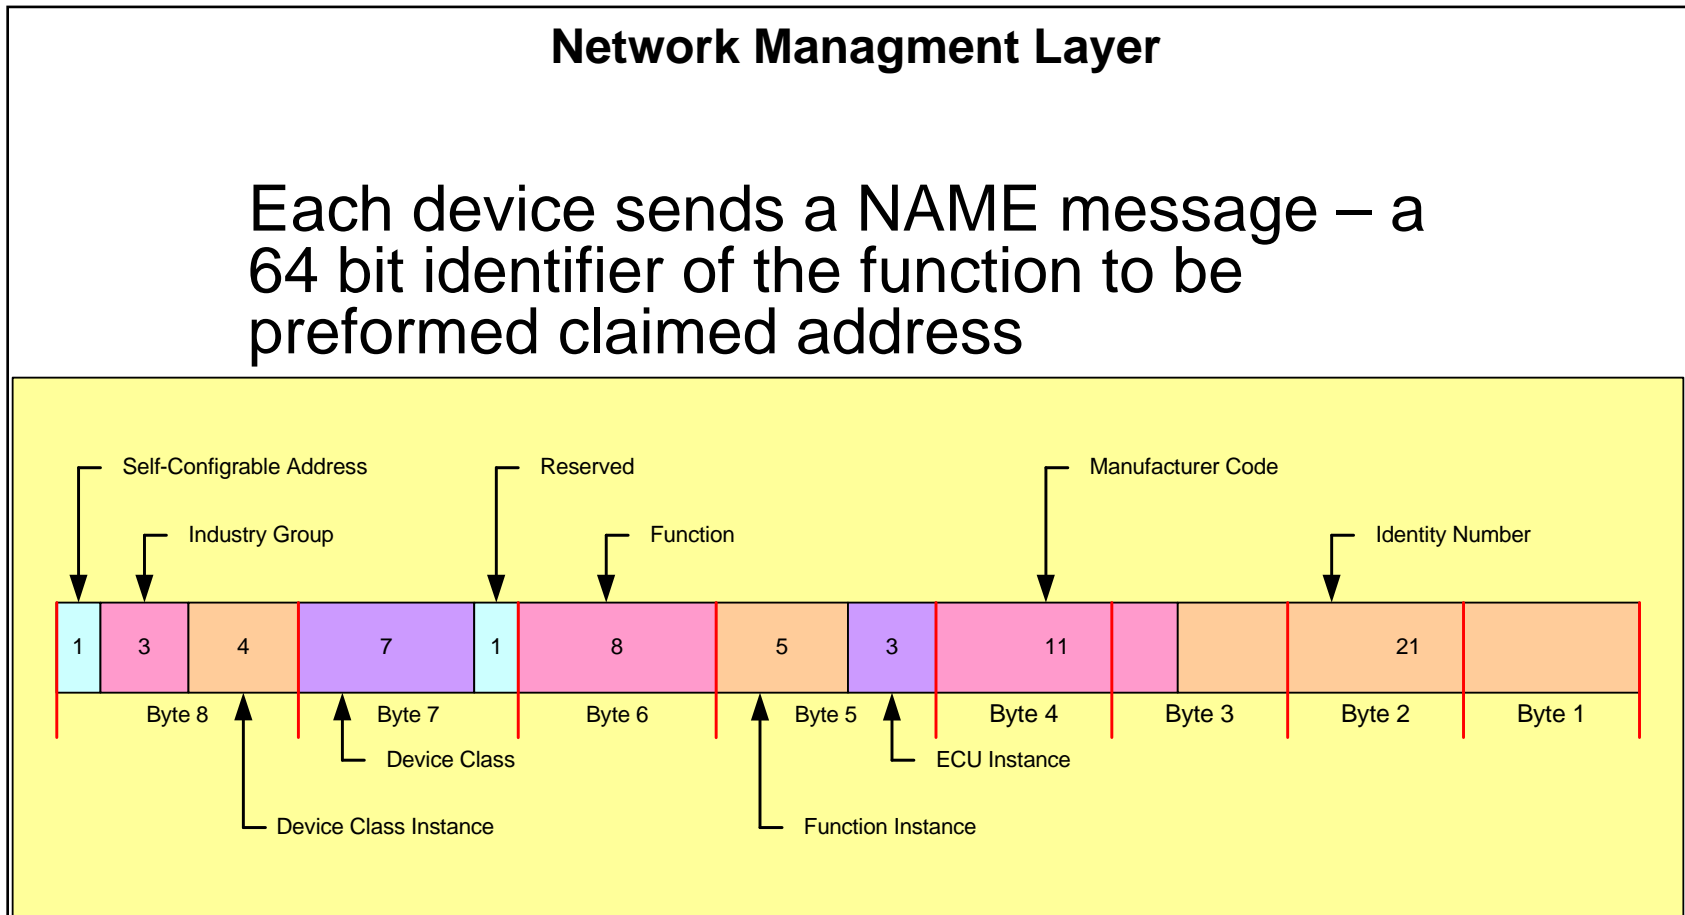 Network Managment Layer
Each device sends a NAME message – a
64 bit identifier of the function to be
preformed claimed address
Self-Configrable Address
Reserved
Manufacturer Code
Industry Group
Function
Identity Number
1
3
4
7
1
8
5
3
11
21
Byte 8
Byte 7
Byte 6
Byte 5
Byte 4
Byte 3
Byte 2
Byte 1
Device Class
ECU Instance
Device Class Instance
Function Instance